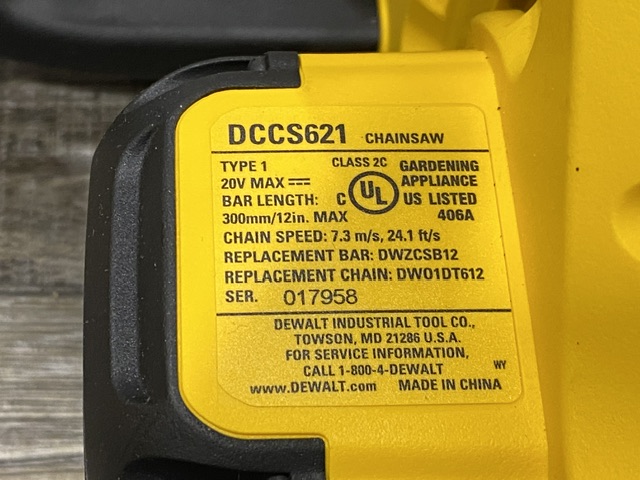 DCCS621 CHAINSAW
TYPE 1 CLASS 2C GARDENING
20V MAX ⎓ APPLIANCE
BAR LENGTH: C UL US LISTED
300mm/12in. MAX 406A
CHAIN SPEED: 7.3 m/s, 24.1 ft/s
REPLACEMENT BAR: DWZCSB12
REPLACEMENT CHAIN: DWO1DT612
SER. 017958
DEWALT INDUSTRIAL TOOL CO.,
TOWSON, MD 21286 U.S.A.
FOR SERVICE INFORMATION,
CALL 1-800-4-DEWALT WY
www.DEWALT.com MADE IN CHINA